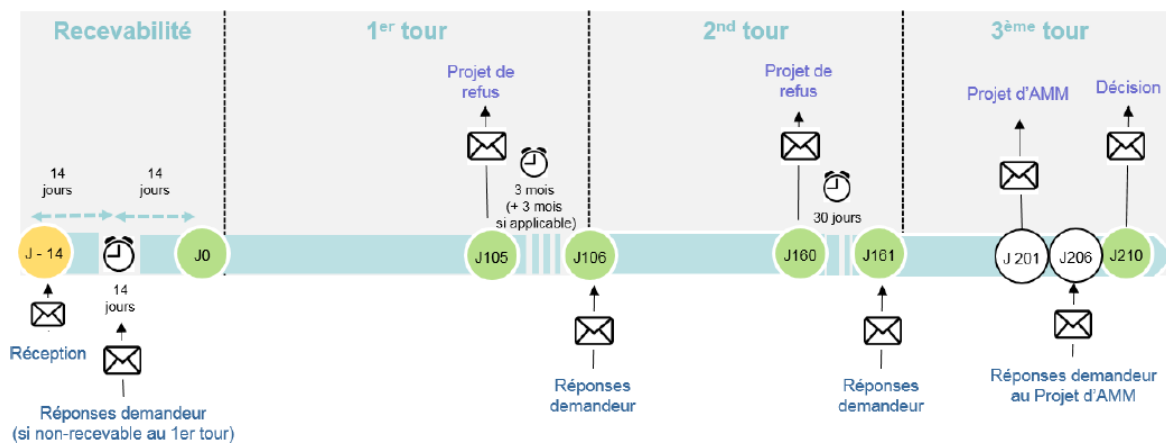 Recevabilité
1er tour
2nd tour
3ème tour
Projet de
refus
Projet de
refus
Projet d'AMM
Décision
14
jours
14
jours
3 mois
(+ 3 mois
si applicable)
30 jours
J - 14
J0
J105
J106
J160
J161
J 201
J206
J210
14
jours
Réception
Réponses demandeur
(si non-recevable au 1er tour)
Réponses
demandeur
Réponses
demandeur
Réponses demandeur
au Projet d'AMM